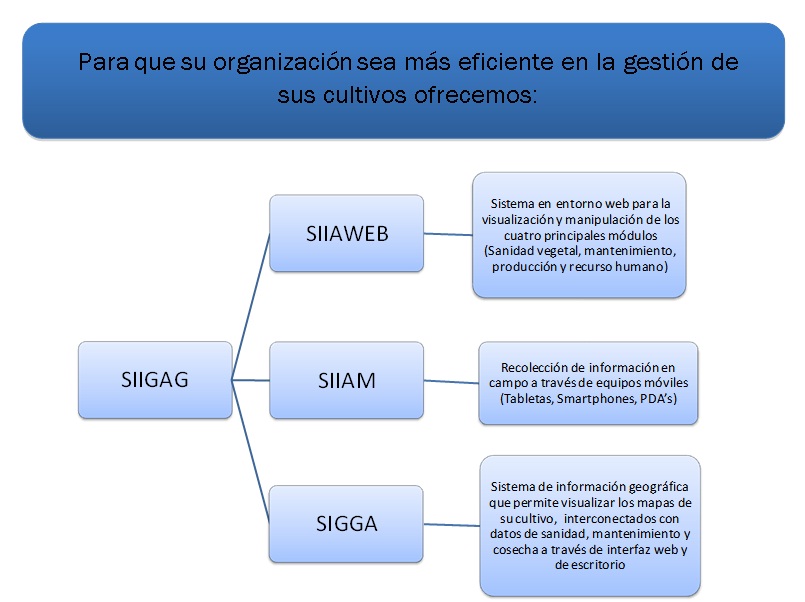 Para que su organización sea más eficiente en la gestión de
sus cultivos ofrecemos:
SIIGAG
SIIAWEB
Sistema en entorno web para la
visualización y manipulación de los
cuatro principales módulos
(Sanidad vegetal, mantenimiento,
producción y recurso humano)
SIIAM
Recolección de información en
campo a través de equipos móviles
(Tabletas, Smartphones, PDA's)
SIGGA
Sistema de información geográfica
que permite visualizar los mapas de
su cultivo, interconectados con
datos de sanidad, mantenimiento y
cosecha a través de interfaz web y
de escritorio